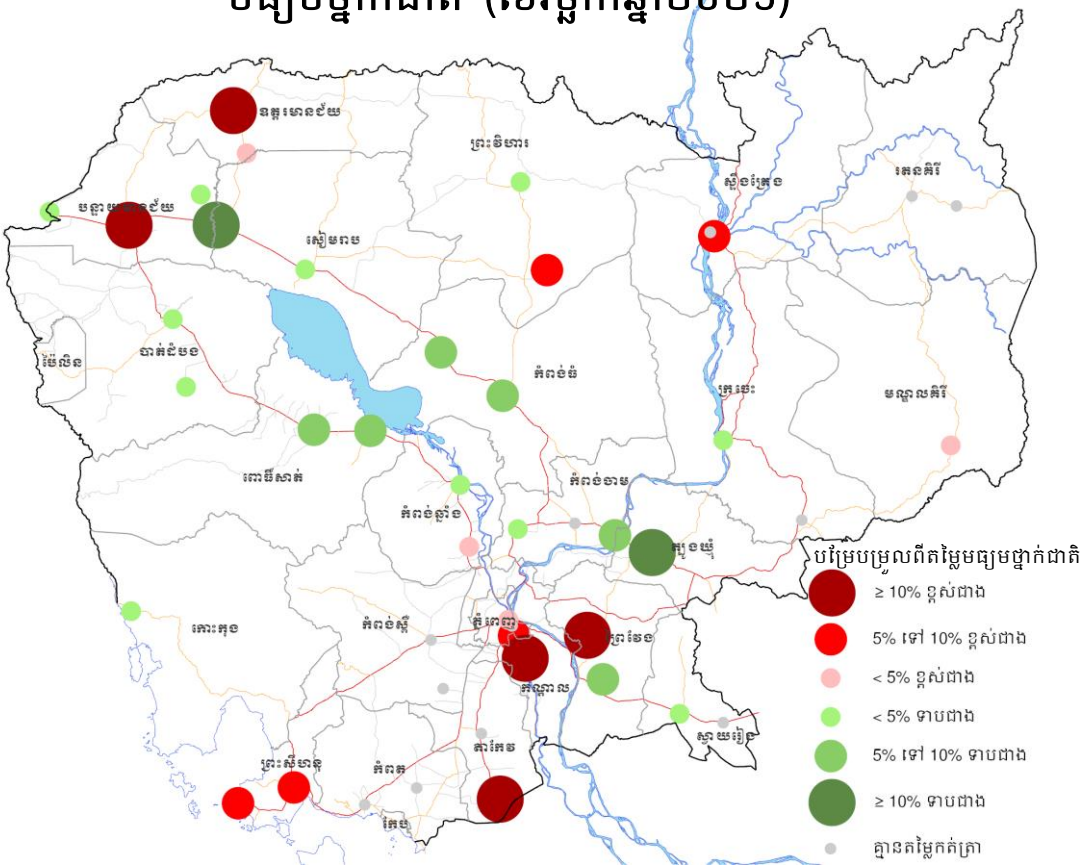 ឧត្តរមានជ័យ
ព្រះវិហារ
ស្ទឹងត្រែង
រតនគិរី
បន្ទាយមានជ័យ
សៀមរាប
ប៉ៃលិន
បាត់ដំបង
កំពង់ធំ
ក្រចេះ
មណ្ឌលគិរី
ពោធិ៍សាត់
កំពង់ចាម
កំពង់ឆ្នាំង
ត្បូងឃ្មុំ
កោះកុង
កំពង់ស្ពឺ
ភ្នំពេញ
ព្រៃវែង
កណ្តាល
ស្វាយរៀង
តាកែវ
ព្រះសីហនុ
កំពត
កែប
បម្រែបម្រួលពីតម្លៃមធ្យមថ្នាក់ជាតិ
≥ 10% ខ្ពស់ជាង
5% ទៅ 10% ខ្ពស់ជាង
< 5% ខ្ពស់ជាង
< 5% ទាបជាង
5% ទៅ 10% ទាបជាង
≥ 10% ទាបជាង
គ្មានតម្លៃកត់ត្រា